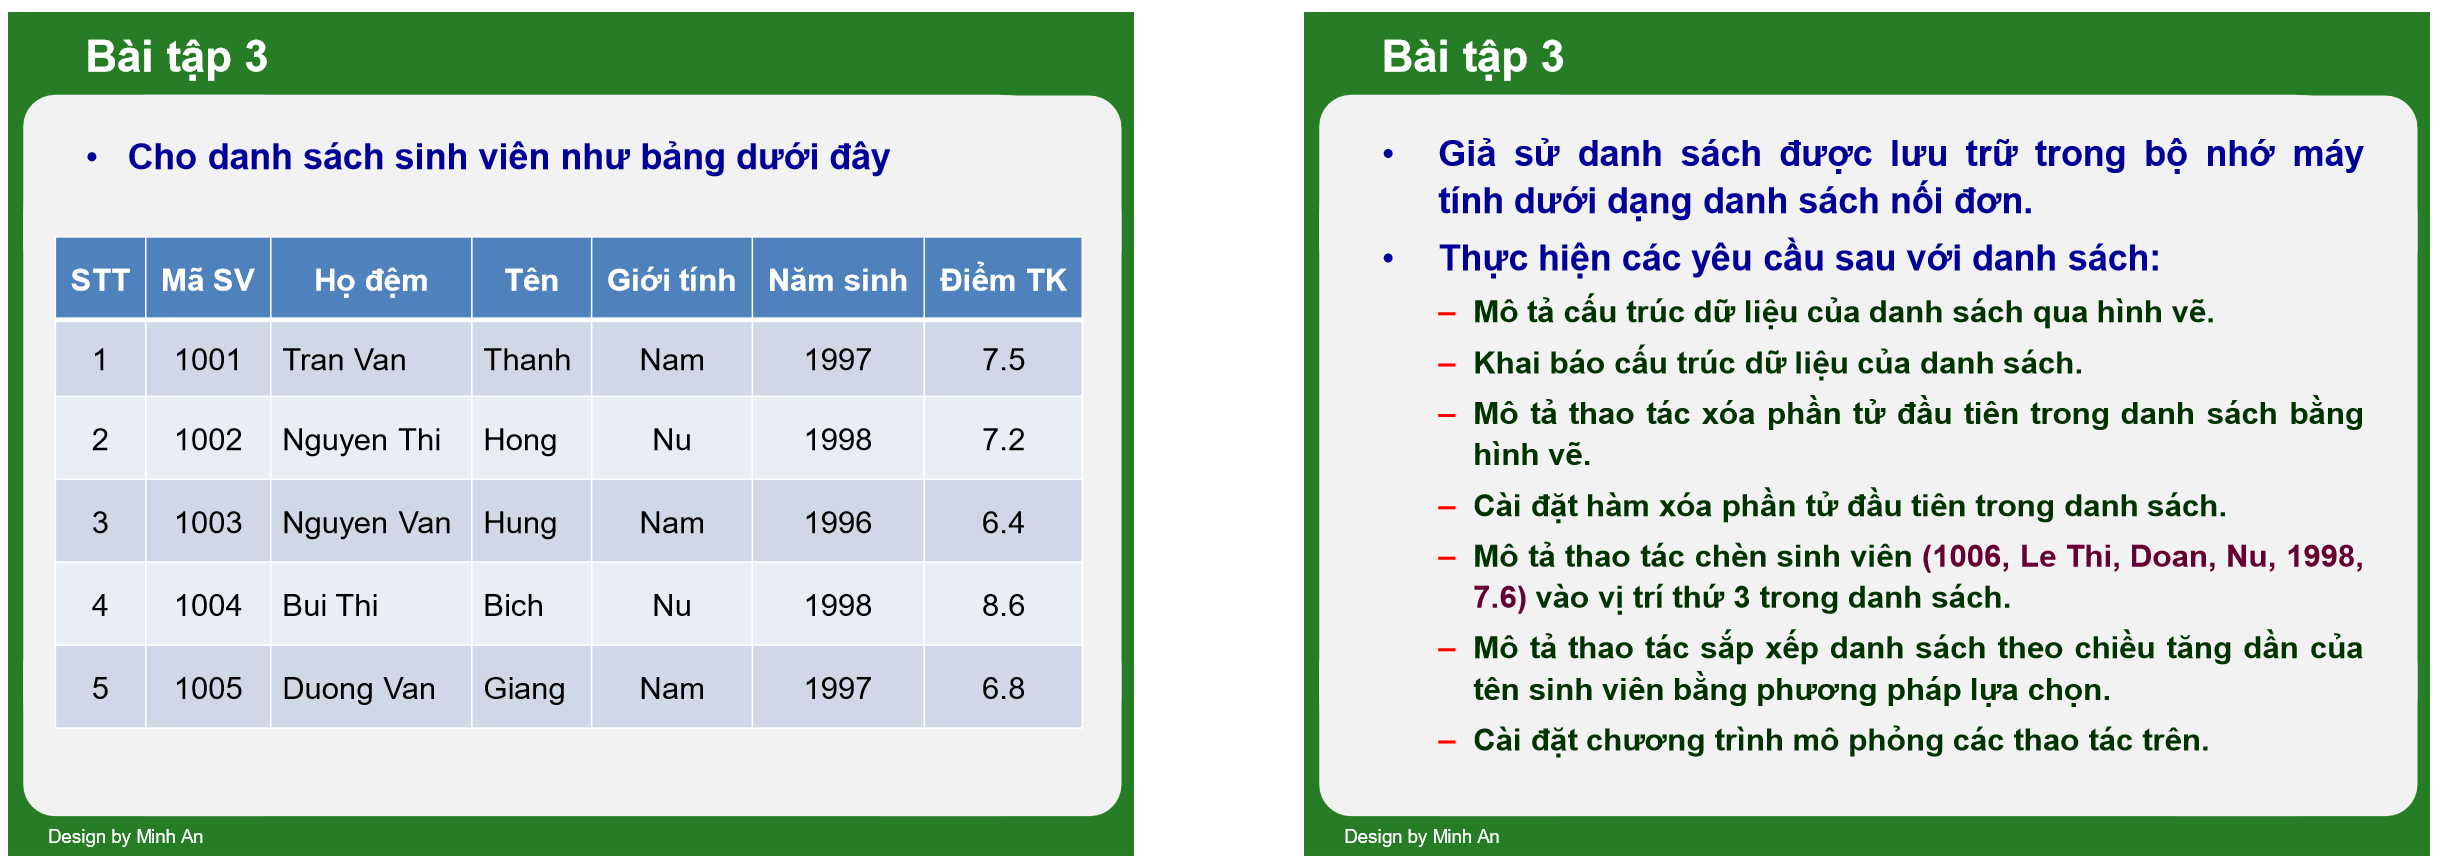 Bài tập 3
• Cho danh sách sinh viên như bảng dưới đây
STT Mã SV Họ đệm Tên Giới tính Năm sinh Điểm TK
1 1001 Tran Van Thanh Nam 1997 7.5
2 1002 Nguyen Thi Hong Nu 1998 7.2
3 1003 Nguyen Van Hung Nam 1996 6.4
4 1004 Bui Thi Bich Nu 1998 8.6
5 1005 Duong Van Giang Nam 1997 6.8
Design by Minh An
Bài tập 3
• Giả sử danh sách được lưu trữ trong bộ nhớ máy
tính dưới dạng danh sách nối đơn.
• Thực hiện các yêu cầu sau với danh sách:
– Mô tả cấu trúc dữ liệu của danh sách qua hình vẽ.
– Khai báo cấu trúc dữ liệu của danh sách.
– Mô tả thao tác xóa phần tử đầu tiên trong danh sách bằng
hình vẽ.
– Cài đặt hàm xóa phần tử đầu tiên trong danh sách.
– Mô tả thao tác chèn sinh viên (1006, Le Thi, Doan, Nu, 1998,
7.6) vào vị trí thứ 3 trong danh sách.
– Mô tả thao tác sắp xếp danh sách theo chiều tăng dần của
tên sinh viên bằng phương pháp lựa chọn.
– Cài đặt chương trình mô phỏng các thao tác trên.
Design by Minh An